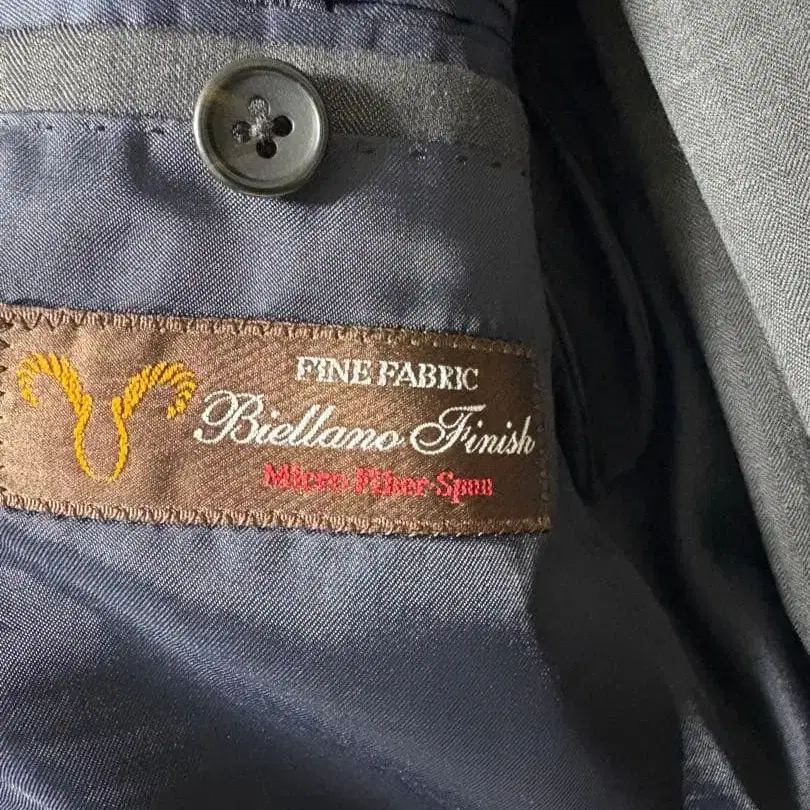 FINE FABRIC
Biellano Finish
Micro Fiber Spun